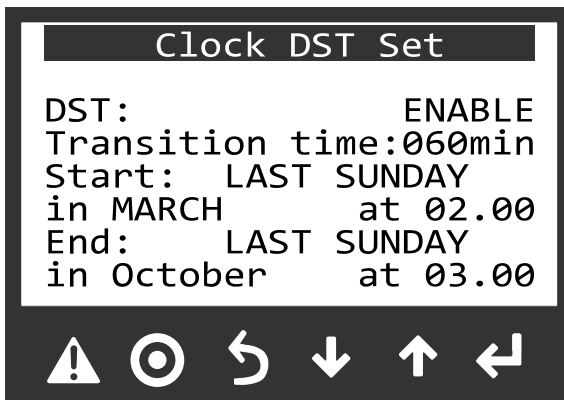 Clock DST Set
DST: ENABLE
Transition time:060min
Start: LAST SUNDAY
in MARCH at 02.00
End: LAST SUNDAY
in October at 03.00